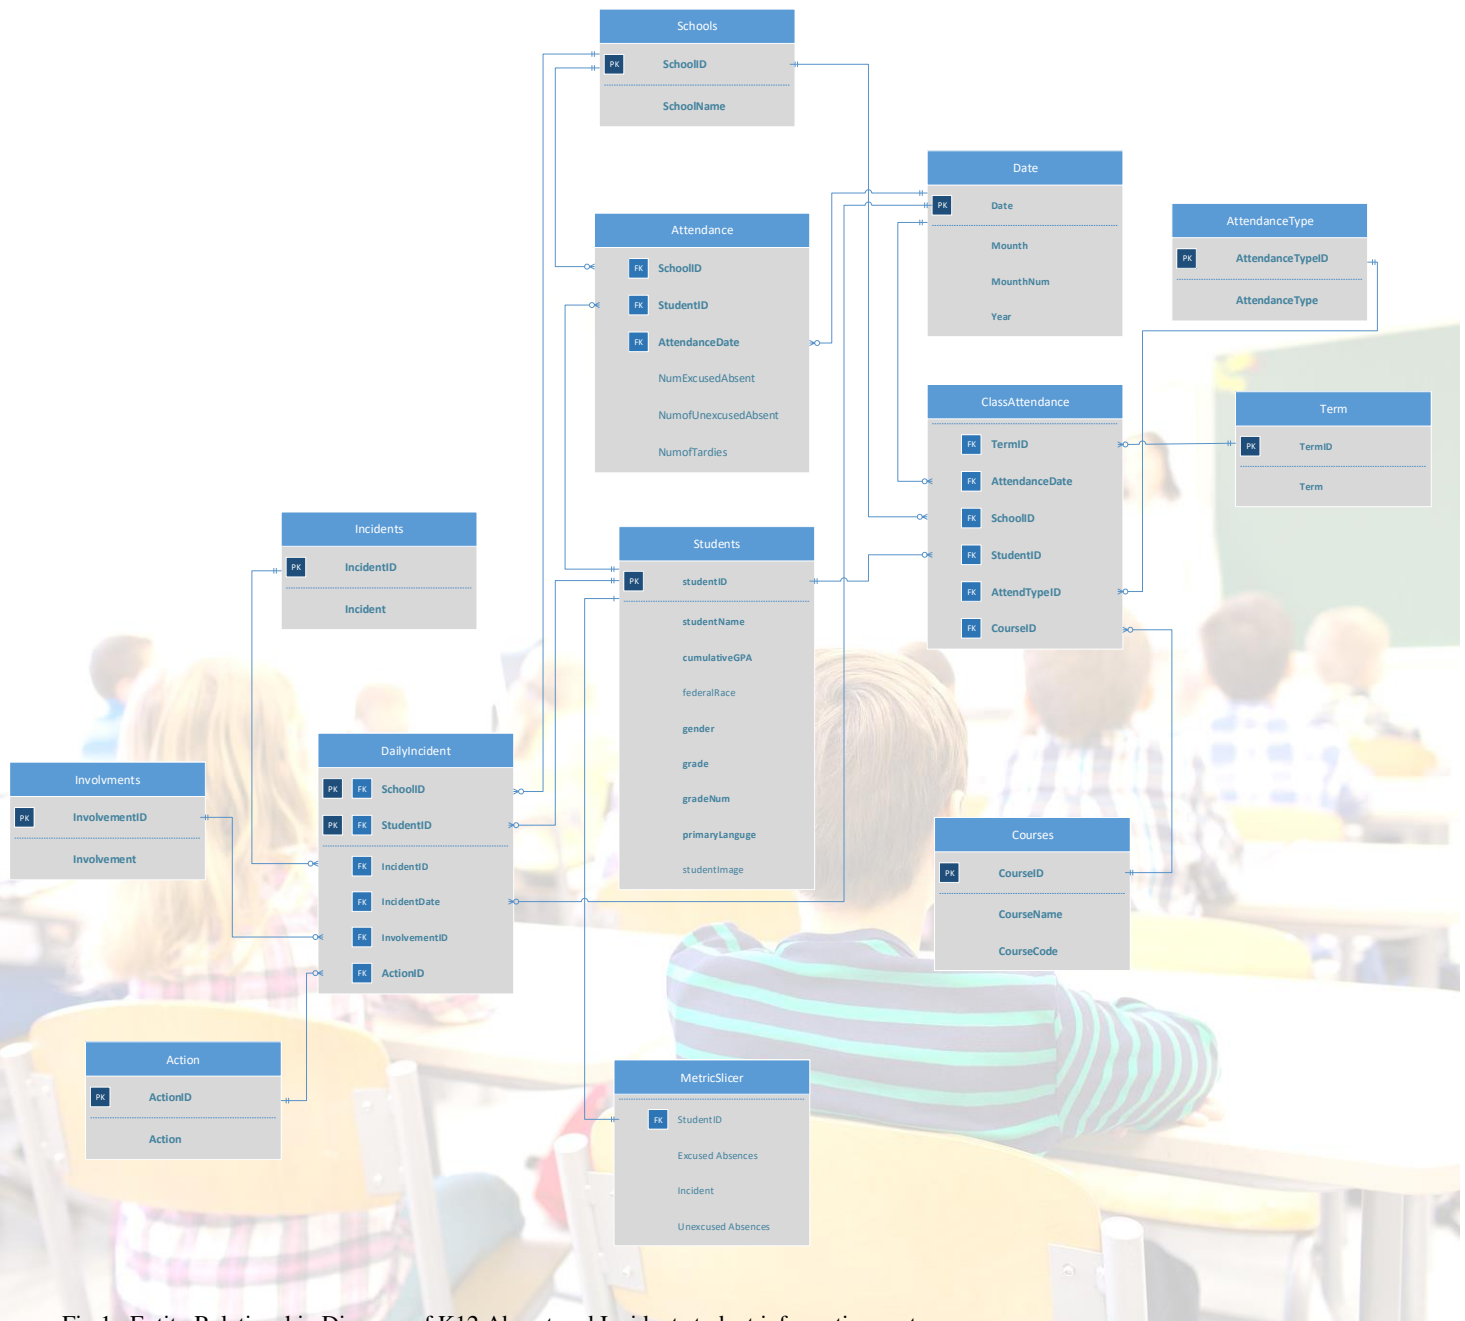 Schools
PK SchoolID
SchoolName
Date
PK Date
Mounth
MounthNum
Year
AttendanceType
PK AttendanceTypeID
AttendanceType
Attendance
FK SchoolID
FK StudentID
FK AttendanceDate
NumExcusedAbsent
NumofUnexcusedAbsent
NumofTardies
ClassAttendance
FK TermID
FK AttendanceDate
FK SchoolID
FK StudentID
FK AttendTypeID
FK CourseID
Term
PK TermID
Term
Incidents
PK IncidentID
Incident
Students
PK studentID
studentName
cumulativeGPA
federalRace
gender
grade
gradeNum
primaryLanguge
studentImage
DailyIncident
PK FK SchoolID
PK FK StudentID
FK IncidentID
FK IncidentDate
FK InvolvementID
FK ActionID
Involvments
PK InvolvementID
Involvement
Courses
PK CourseID
CourseName
CourseCode
Action
PK ActionID
Action
MetricSlicer
FK StudentID
Excused Absences
Incident
Unexcused Absences